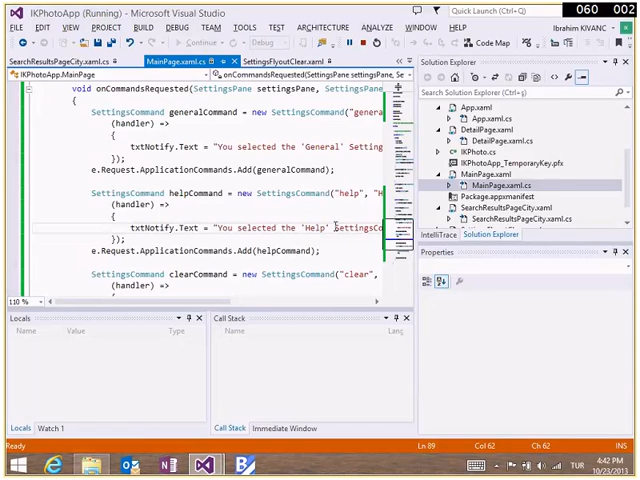 IKPhotoApp (Running) - Microsoft Visual Studio
Quick Launch (Ctrl+Q)
060 002
FILE EDIT VIEW PROJECT BUILD DEBUG TEAM TOOLS TEST ARCHITECTURE ANALYZE WINDOW HELP
Ibrahim KIVANC
Continue
Debug
Code Map
SearchResultsPageCity.xaml.cs MainPage.xaml.cs SettingsFlyoutClear.xaml
IKPhotoApp.MainPage
onCommandsRequested(SettingsPane settingsPane, SettingsPan
void onCommandsRequested(SettingsPane settingsPane, Settings
{
SettingsCommand generalCommand = new SettingsCommand("genera
(handler) =>
{
txtNotify.Text = "You selected the 'General' Setting
});
e.Request.ApplicationCommands.Add(generalCommand);
SettingsCommand helpCommand = new SettingsCommand("help", "H
(handler) =>
{
txtNotify.Text = "You selected the 'Help' SettingsCo
});
e.Request.ApplicationCommands.Add(helpCommand);
SettingsCommand clearCommand = new SettingsCommand("clear",
(handler) =>
{
110 %
Solution Explorer
Search Solution Explorer (Ctrl+ş)
App.xaml
App.xaml.cs
DetailPage.xaml
DetailPage.xaml.cs
IKPhoto.cs
IKPhotoApp_TemporaryKey.pfx
MainPage.xaml
MainPage.xaml.cs
Package.appxmanifest
SearchResultsPageCity.xaml
SearchResultsPageCity.xaml.cs
IntelliTrace Solution Explorer
Properties
Locals
Name Value Type
Locals Watch 1
Call Stack
Name Lang
Call Stack Immediate Window
Ready
Ln 89 Col 62 Ch 62 INS
TUR
4:42 PM
10/23/2013